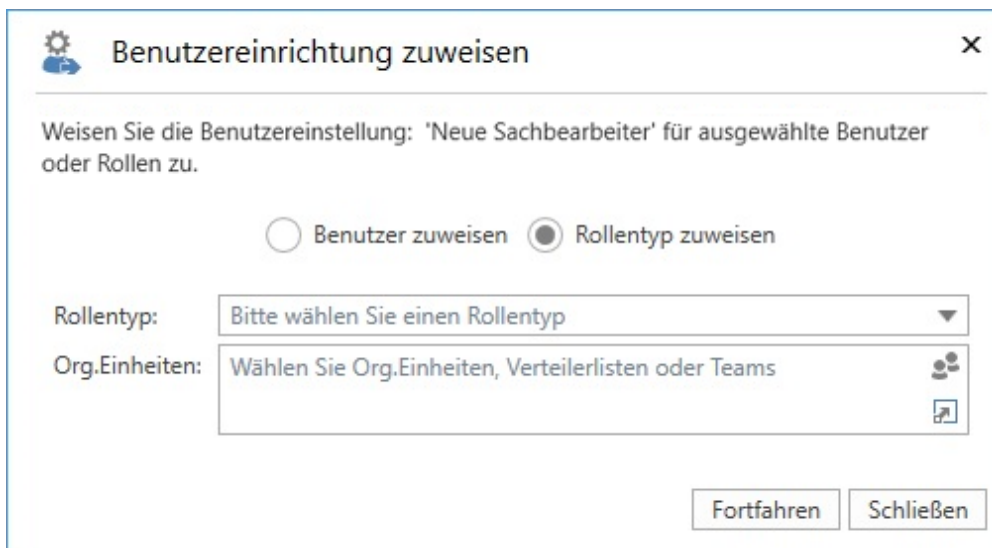 Benutzereinrichtung zuweisen
Weisen Sie die Benutzereinstellung: 'Neue Sachbearbeiter' für ausgewählte Benutzer
oder Rollen zu.
Benutzer zuweisen Rollentyp zuweisen
Rollentyp: Bitte wählen Sie einen Rollentyp
Org.Einheiten: Wählen Sie Org.Einheiten, Verteilerlisten oder Teams
Fortfahren Schließen